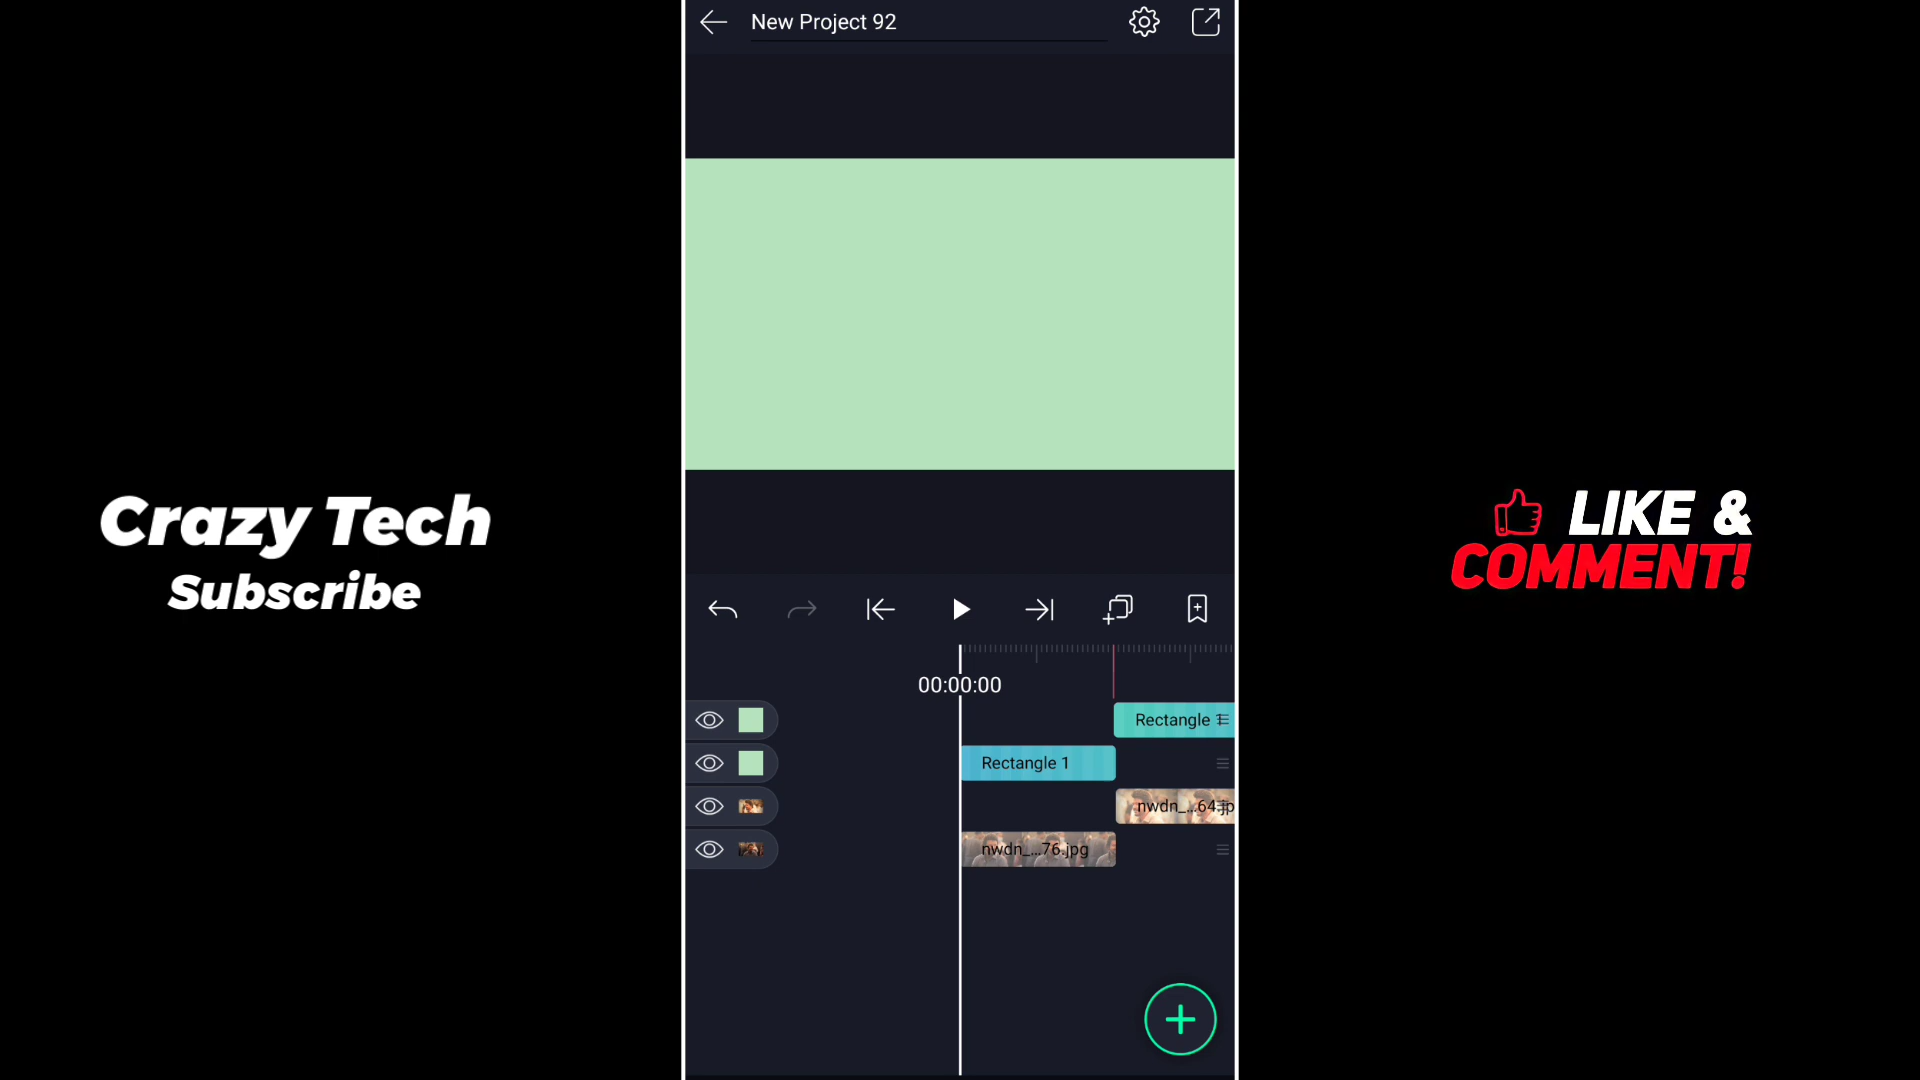 New Project 92
Crazy Tech
Subscribe
LIKE &
COMMENT!
00:00:00
Rectangle 1
Rectangle 1
nwdn_...64.jp
nwdn_...76.jpg